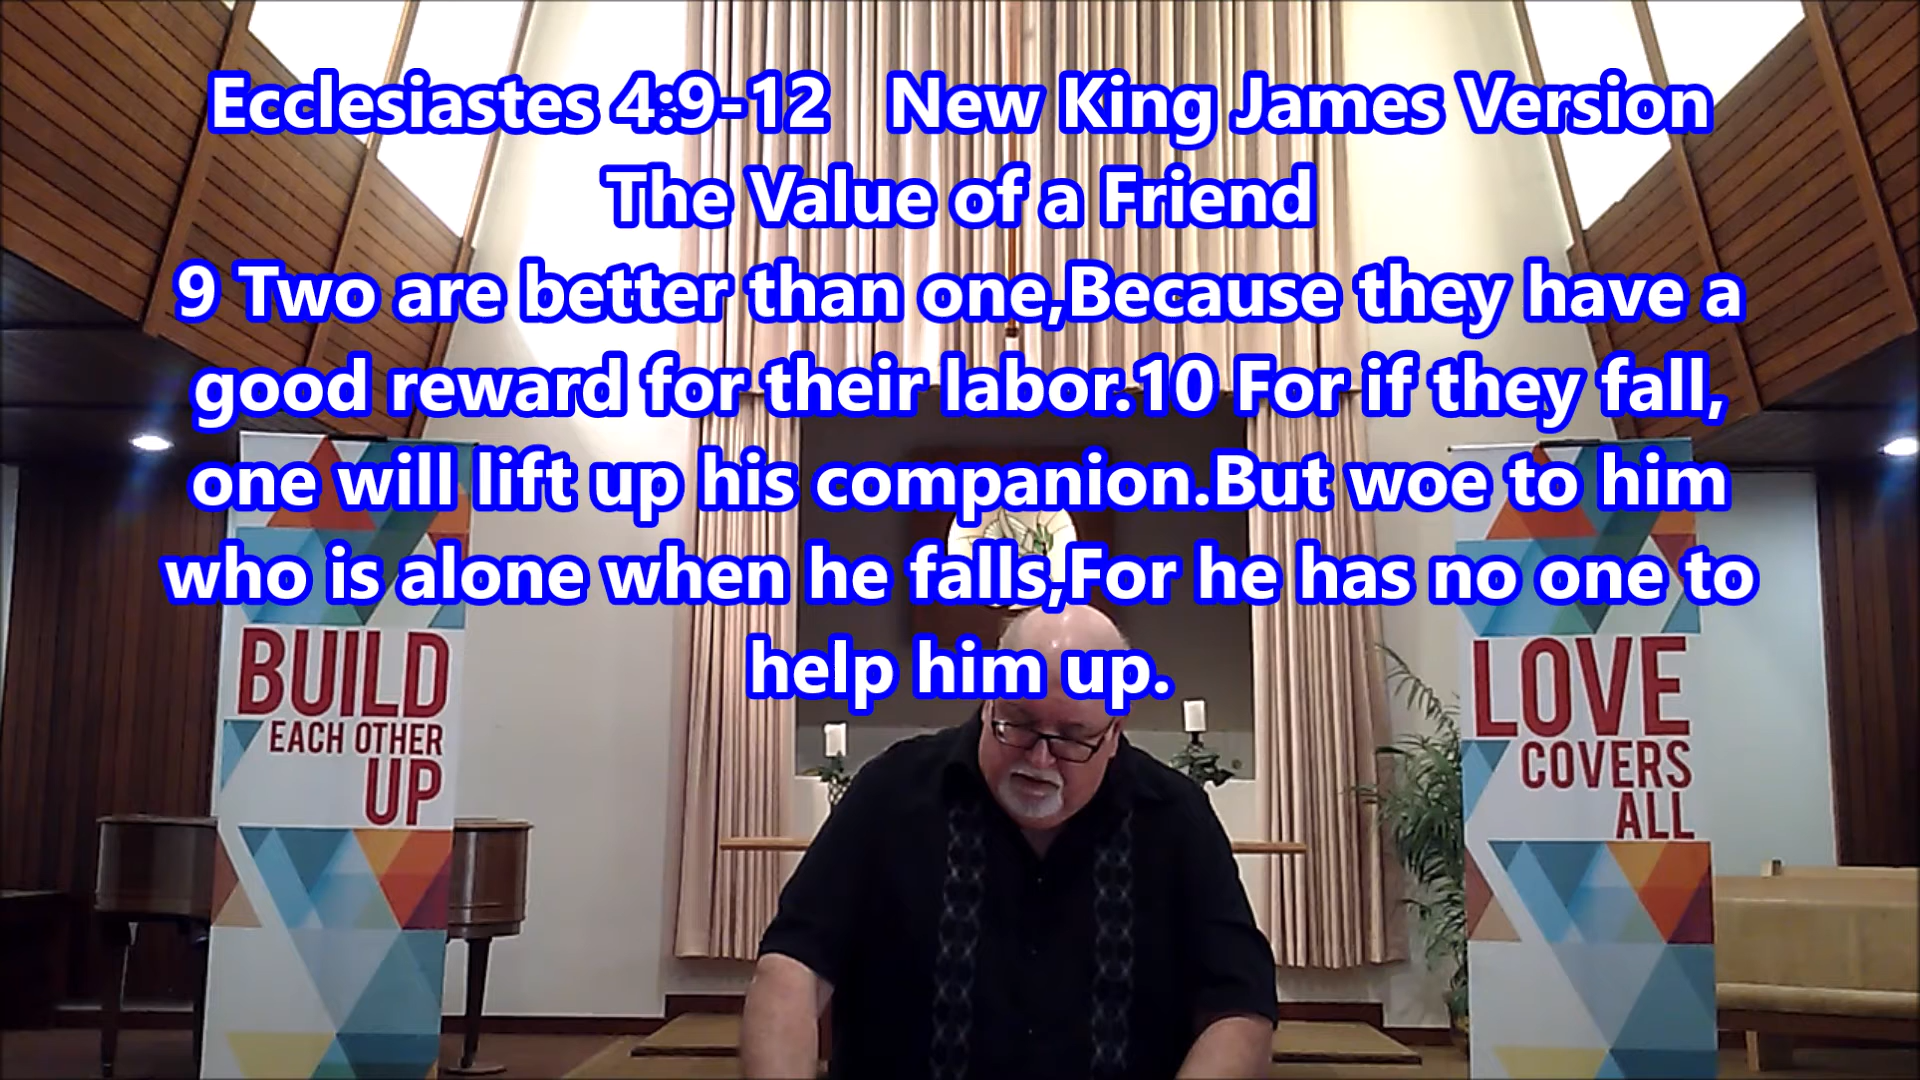 Ecclesiastes 4:9-12 New King James Version
The Value of a Friend
9 Two are better than one,Because they have a
good reward for their labor.10 For if they fall,
one will lift up his companion.But woe to him
who is alone when he falls,For he has no one to
help him up.
BUILD
EACH OTHER
UP
LOVE
COVERS
ALL